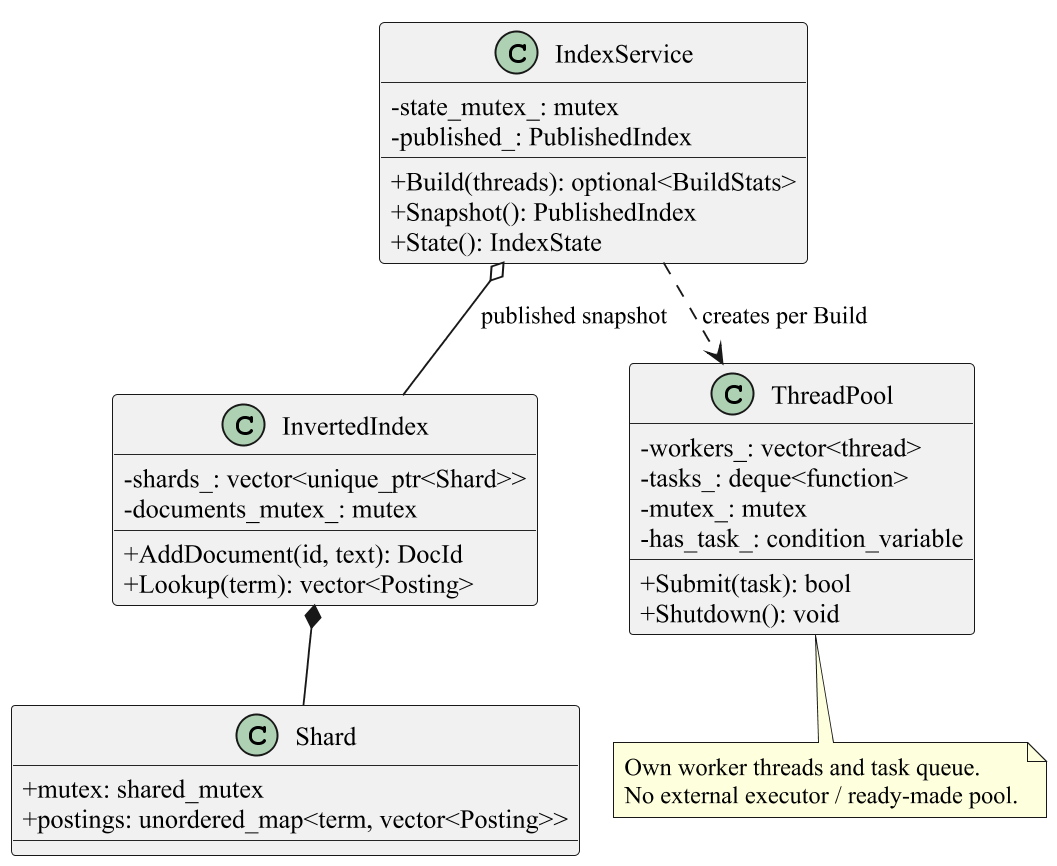 C IndexService
-state_mutex_: mutex
-published_: PublishedIndex
+Build(threads): optional<BuildStats>
+Snapshot(): PublishedIndex
+State(): IndexState
published snapshot
creates per Build
C InvertedIndex
-shards_: vector<unique_ptr<Shard>>
-documents_mutex_: mutex
+AddDocument(id, text): DocId
+Lookup(term): vector<Posting>
C ThreadPool
-workers_: vector<thread>
-tasks_: deque<function>
-mutex_: mutex
-has_task_: condition_variable
+Submit(task): bool
+Shutdown(): void
C Shard
+mutex: shared_mutex
+postings: unordered_map<term, vector<Posting>>
Own worker threads and task queue.
No external executor / ready-made pool.